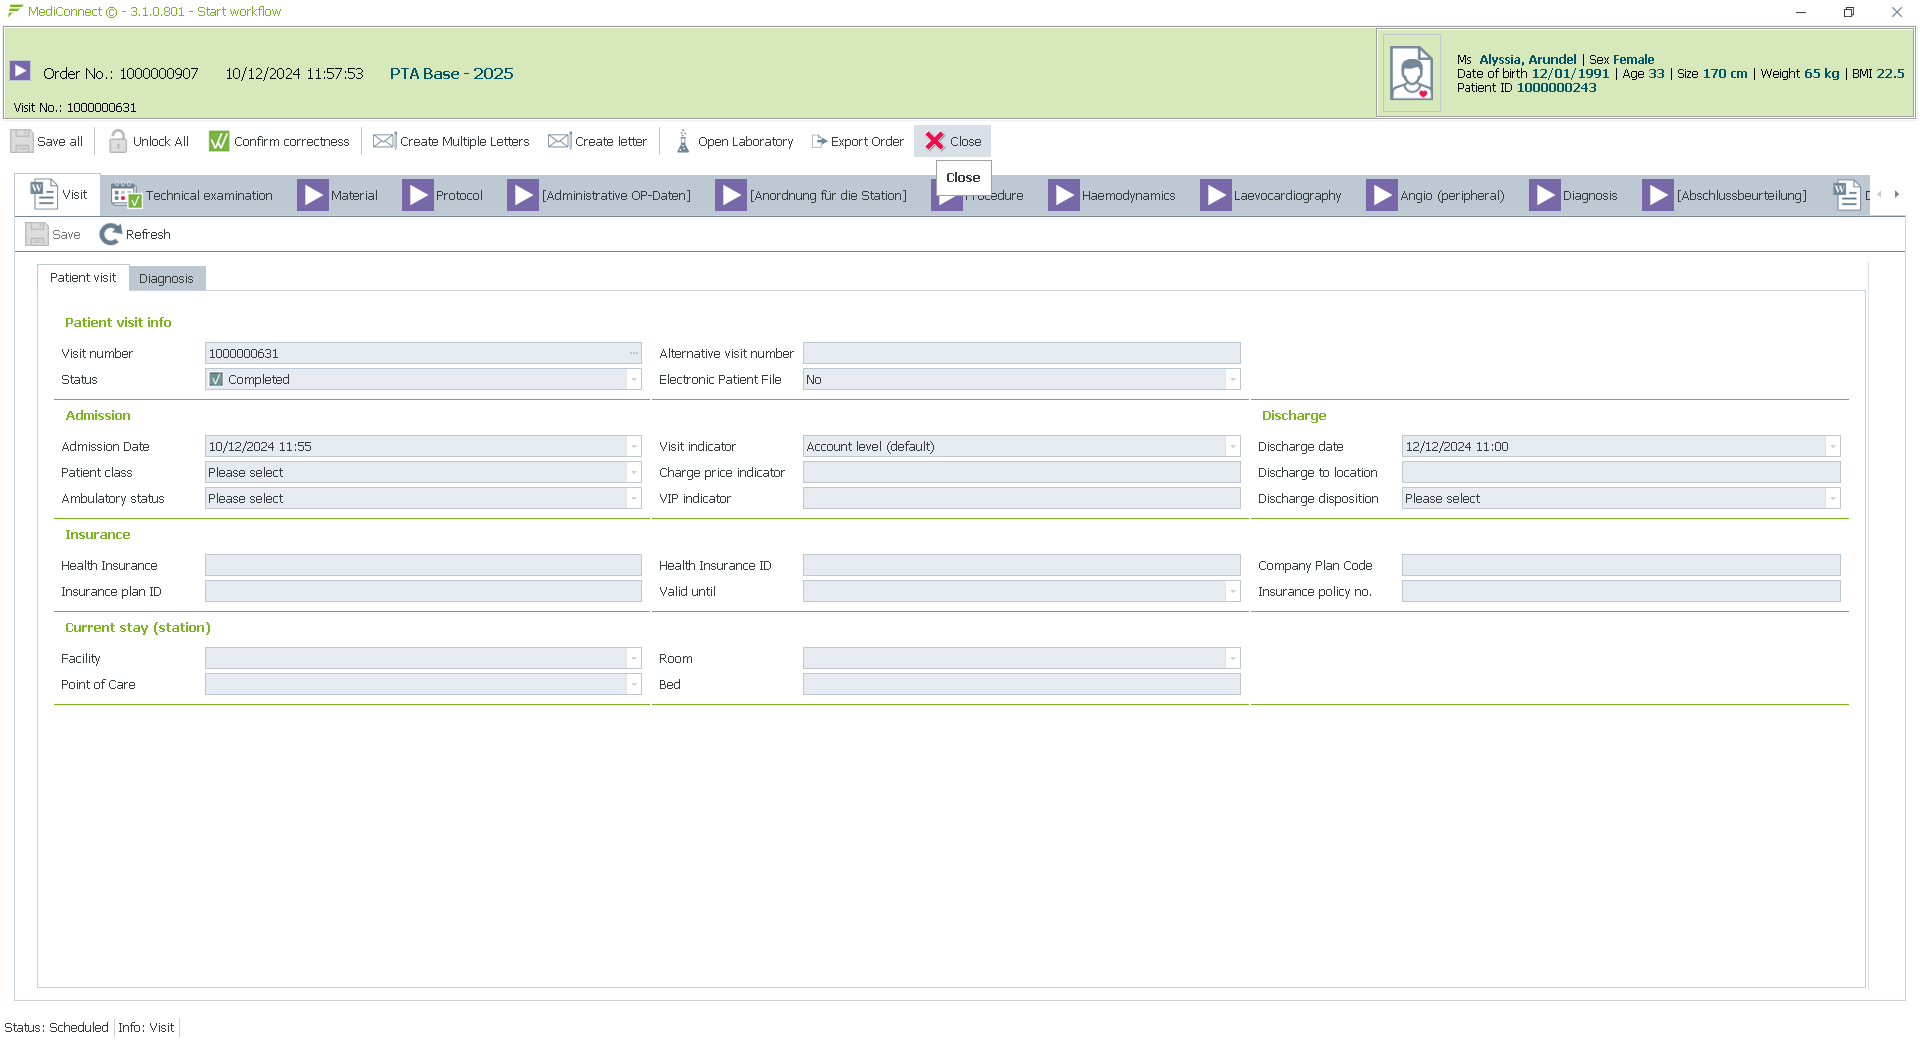 MediConnect © - 3.1.0.801 - Start workflow
Order No.: 1000000907 10/12/2024 11:57:53 PTA Base - 2025
Visit No.: 1000000631
Ms Alyssia, Arundel | Sex Female
Date of birth 12/01/1991 | Age 33 | Size 170 cm | Weight 65 kg | BMI 22.5
Patient ID 1000000243
Save all Unlock All Confirm correctness Create Multiple Letters Create letter Open Laboratory Export Order Close
Close
Visit Technical examination Material Protocol [Administrative OP-Daten] [Anordnung für die Station] Haemodynamics Laevocardiography Angio (peripheral) Diagnosis [Abschlussbeurteilung]
Save Refresh
Patient visit Diagnosis
Patient visit info
Visit number 1000000631 ... Alternative visit number
Status Completed Electronic Patient File No
Admission Discharge
Admission Date 10/12/2024 11:55 Visit indicator Account level (default) Discharge date 12/12/2024 11:00
Patient class Please select Charge price indicator Discharge to location
Ambulatory status Please select VIP indicator Discharge disposition Please select
Insurance
Health Insurance Health Insurance ID Company Plan Code
Insurance plan ID Valid until Insurance policy no.
Current stay (station)
Facility Room
Point of Care Bed
Status: Scheduled Info: Visit